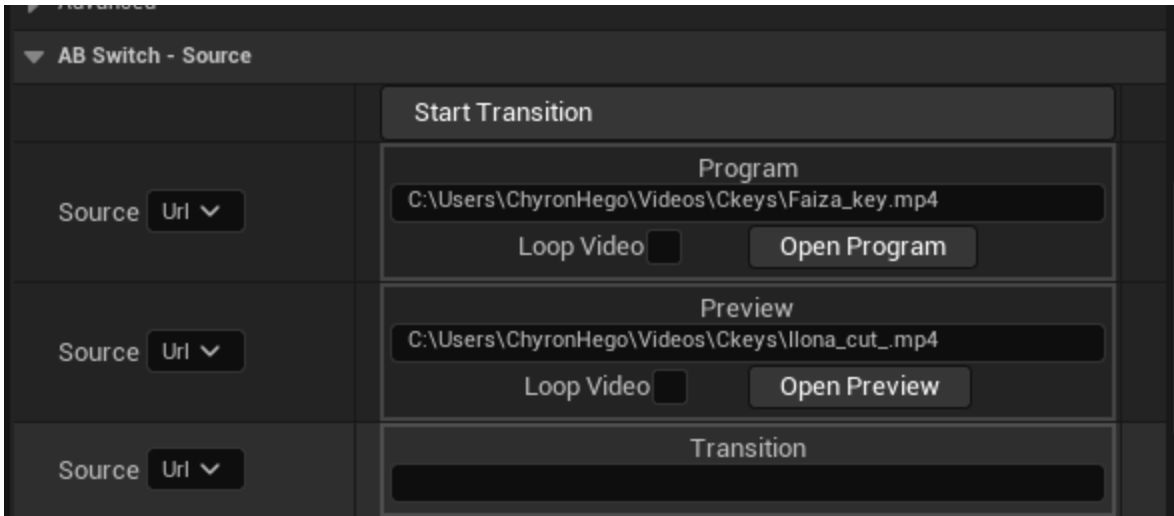 Advanced
AB Switch - Source
Start Transition
Program
Source Url C:\Users\ChyronHego\Videos\Ckeys\Faiza_key.mp4
Loop Video Open Program
Preview
Source Url C:\Users\ChyronHego\Videos\Ckeys\Ilona_cut_.mp4
Loop Video Open Preview
Transition
Source Url